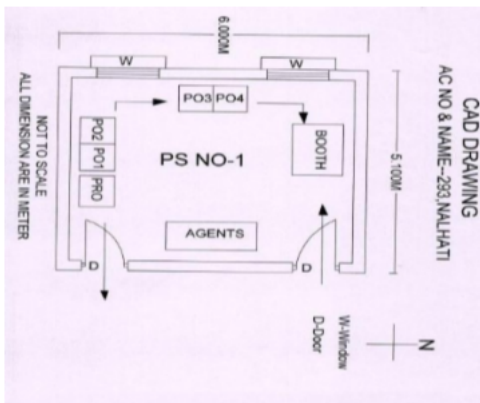 CAD DRAWING
AC NO & NAME--293,NALHATI
6.000M
5.100M
W
W
PO3 PO4
PO2
PO1
PRO
BOOTH
PS NO-1
AGENTS
D
D
W-Window
D-Door
N
NOT TO SCALE
ALL DIMENSION ARE IN METER